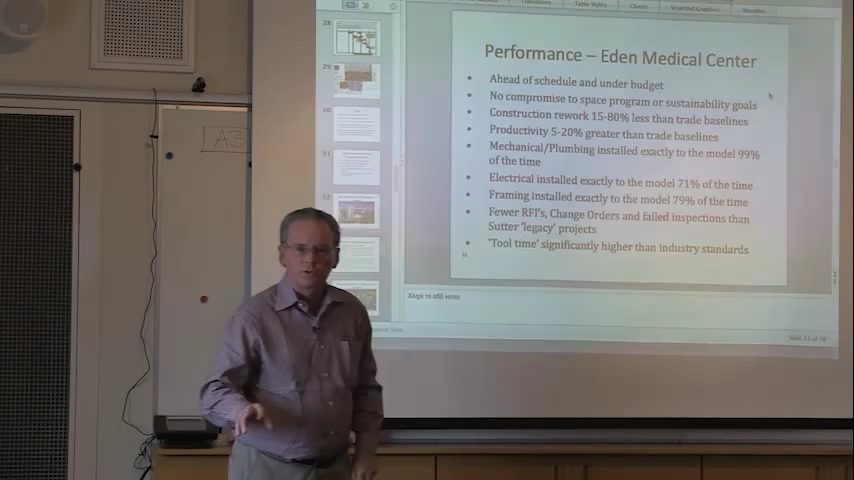 Transitions
Table Styles
Charts
SmartArt Graphics
WordArt
28
29
30
31
32
A3
Performance – Eden Medical Center
• Ahead of schedule and under budget
• No compromise to space program or sustainability goals
• Construction rework 15-80% less than trade baselines
• Productivity 5-20% greater than trade baselines
• Mechanical/Plumbing installed exactly to the model 99%
of the time
• Electrical installed exactly to the model 71% of the time
• Framing installed exactly to the model 79% of the time
• Fewer RFI's, Change Orders and failed inspections than
Sutter 'legacy' projects
• 'Tool time' significantly higher than industry standards